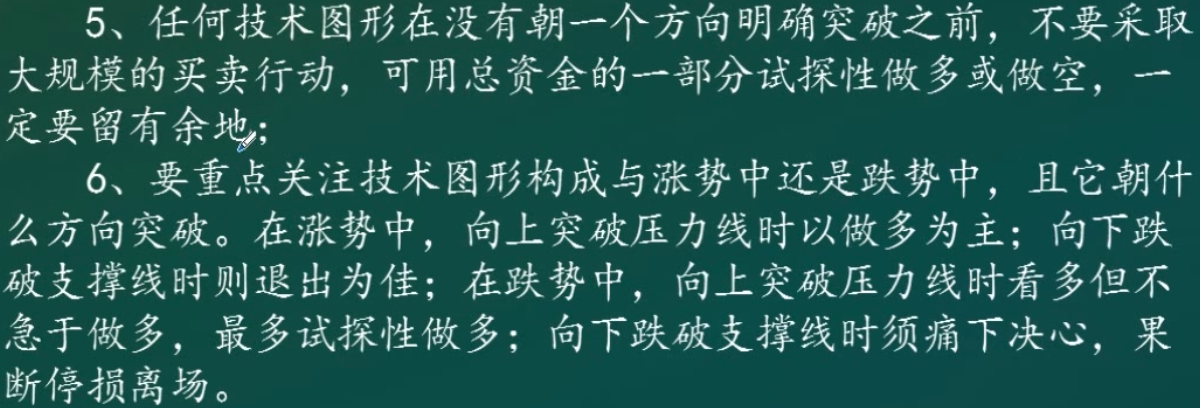 5、任何技术图形在没有朝一个方向明确突破之前，不要采取
大规模的买卖行动，可用总资金的一部分试探性做多或做空，一
定要留有余地；
6、要重点关注技术图形构成与涨势中还是跌势中，且它朝什
么方向突破。在涨势中，向上突破压力线时以做多为主；向下跌
破支撑线时则退出为佳；在跌势中，向上突破压力线时看多但不
急于做多，最多试探性做多；向下跌破支撑线时须痛下决心，果
断停损离场。